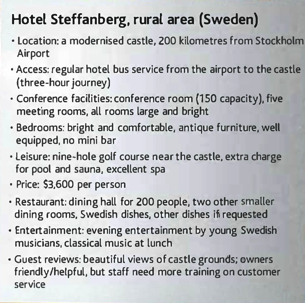 Hotel Steffanberg, rural area (Sweden)
• Location: a modernised castle, 200 kilometres from Stockholm
Airport
• Access: regular hotel bus service from the airport to the castle
(three-hour journey)
• Conference facilities: conference room (150 capacity), five
meeting rooms, all rooms large and bright
• Bedrooms: bright and comfortable, antique furniture, well
equipped, no mini bar
• Leisure: nine-hole golf course near the castle, extra charge
for pool and sauna, excellent spa
• Price: $3,600 per person
• Restaurant: dining hall for 200 people, two other smaller
dining rooms, Swedish dishes, other dishes if requested
• Entertainment: evening entertainment by young Swedish
musicians, classical music at lunch
• Guest reviews: beautiful views of castle grounds; owners
friendly/helpful, but staff need more training on customer
service